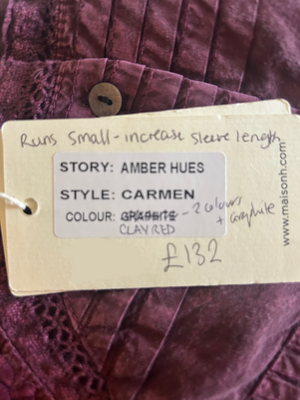 Runs small - increase sleeve length
STORY: AMBER HUES
STYLE: CARMEN
COLOUR: GRAPHITE - 2 colours
+ Graphite
CLAY RED
£132
www.maisonh.com